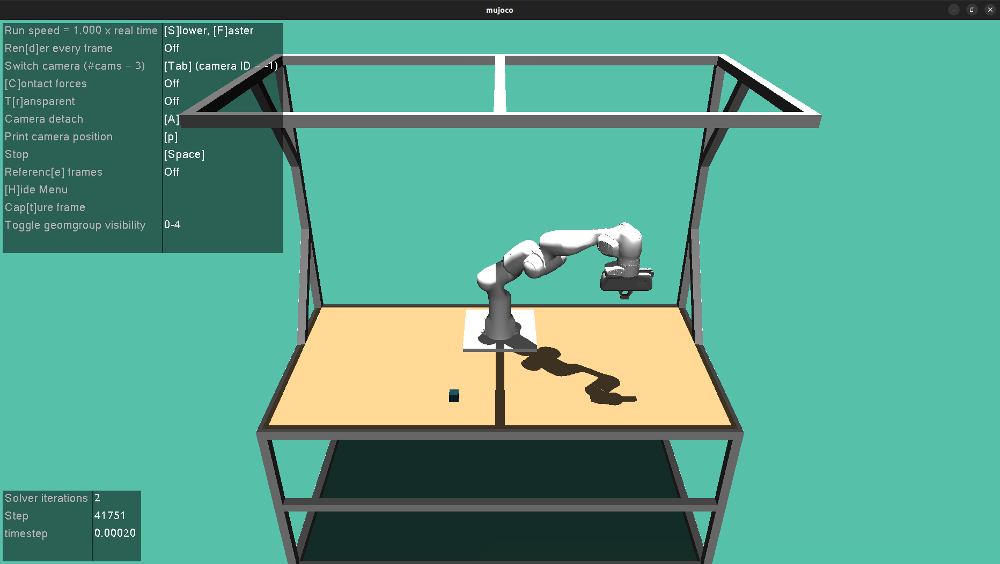 mujoco
Run speed = 1.000 x real time [S]lower, [F]aster
Ren[d]er every frame Off
Switch camera (#cams = 3) [Tab] (camera ID = -1)
[C]ontact forces Off
T[r]ansparent Off
Camera detach [A]
Print camera position [p]
Stop [Space]
Referenc[e] frames Off
[H]ide Menu
Cap[t]ure frame
Toggle geomgroup visibility 0-4
Solver iterations 2
Step 41751
timestep 0.00020